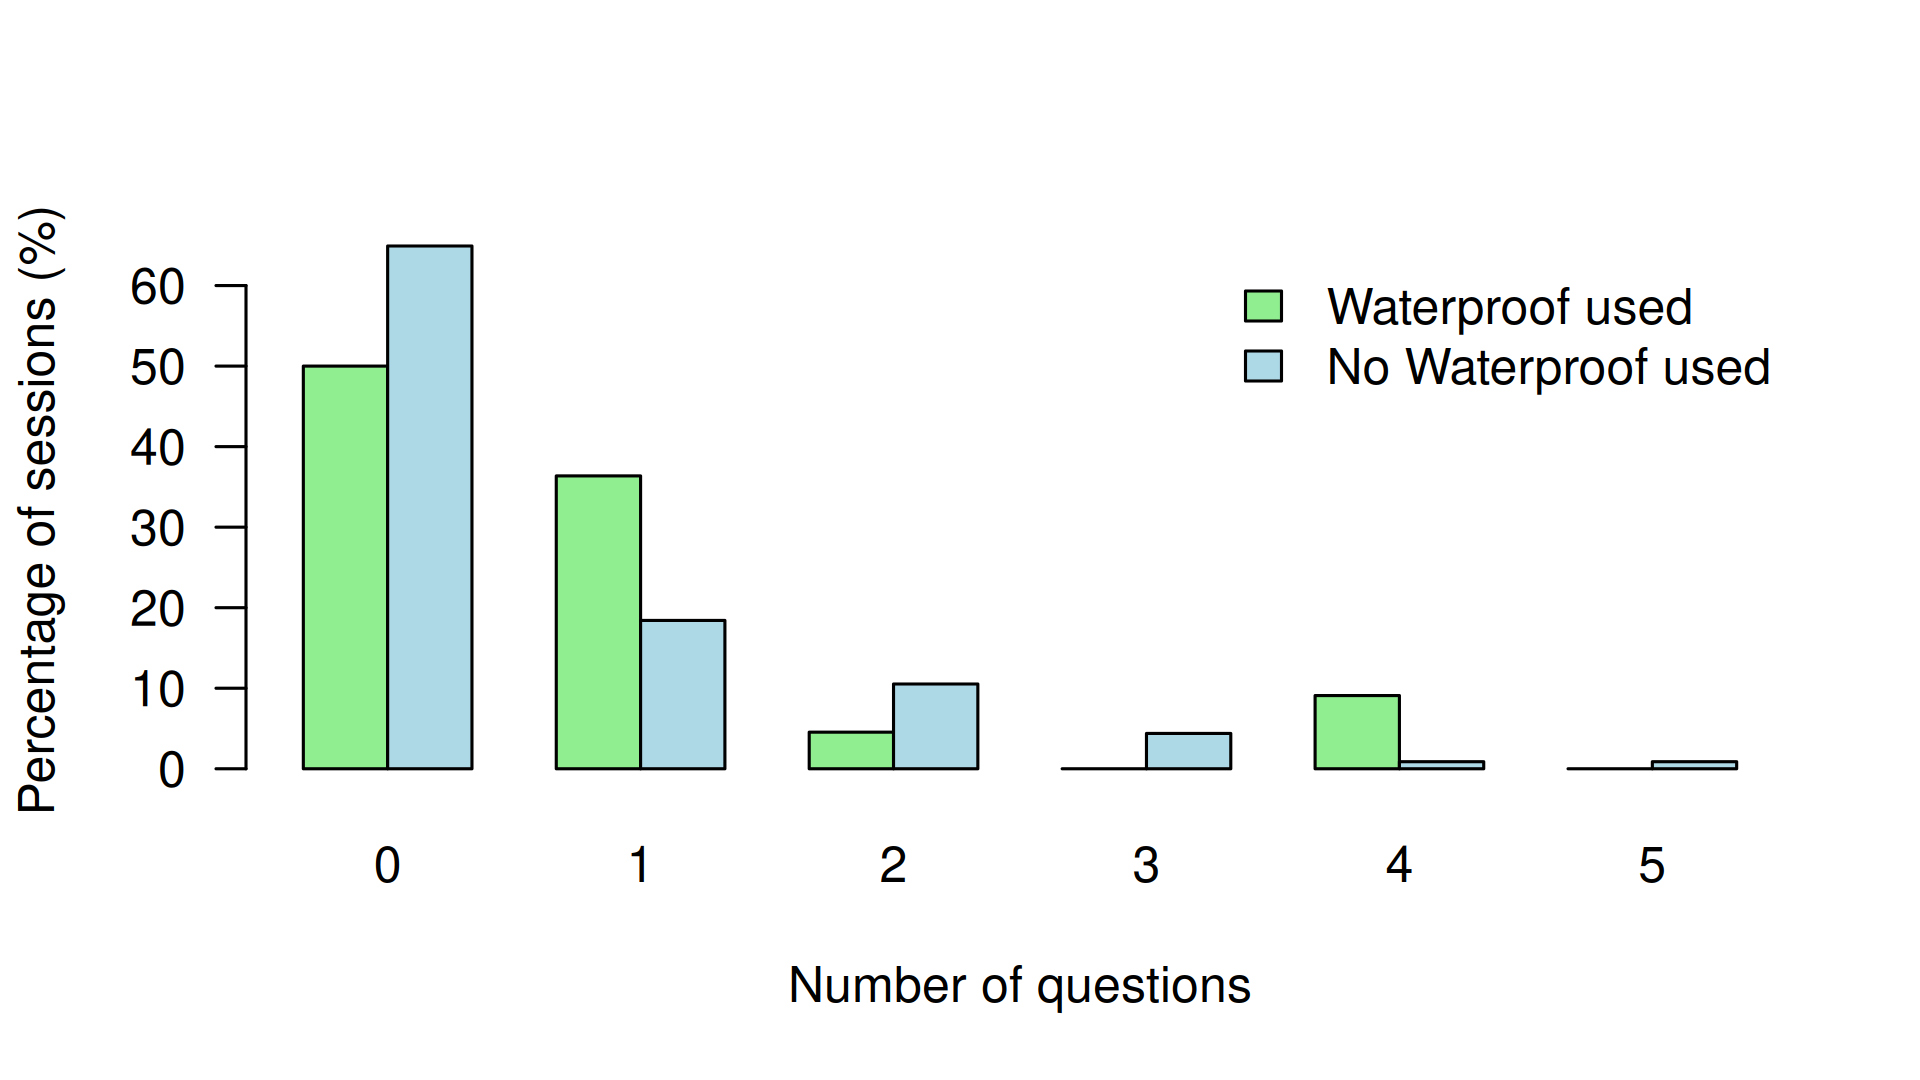 Percentage of sessions (%)
60
50
40
30
20
10
0
Waterproof used
No Waterproof used
0 1 2 3 4 5
Number of questions